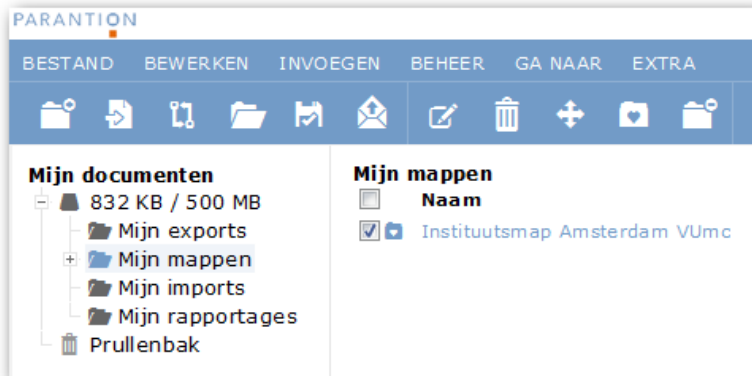 PARANTION
BESTAND BEWERKEN INVOEGEN BEHEER GA NAAR EXTRA
Mijn documenten
832 KB / 500 MB
Mijn exports
Mijn mappen
Mijn imports
Mijn rapportages
Prullenbak
Mijn mappen
Naam
Instituutsmap Amsterdam VUmc